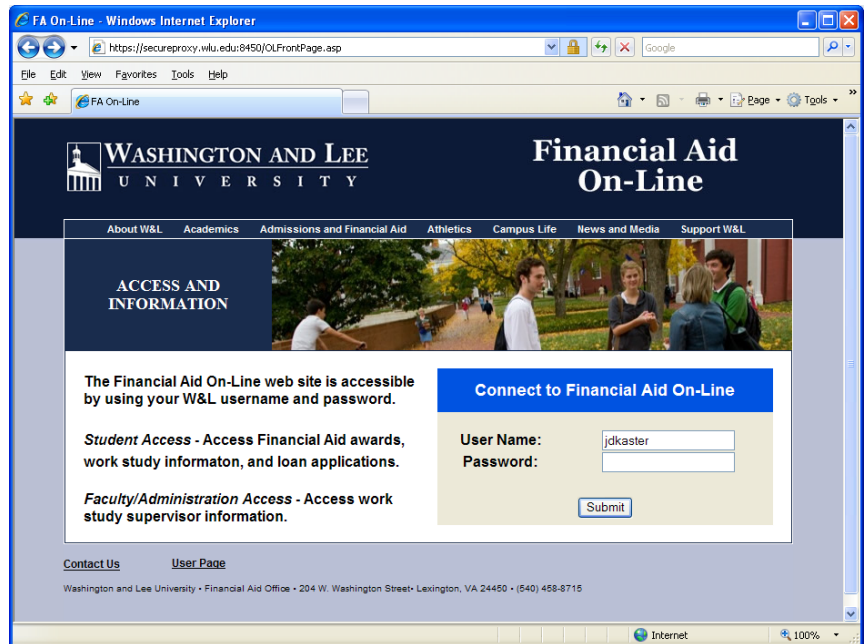 FA On-Line - Windows Internet Explorer
https://secureproxy.wlu.edu:8450/OLFrontPage.asp
Google
File Edit View Favorites Tools Help
FA On-Line
Page Tools »
WASHINGTON AND LEE
UNIVERSITY
Financial Aid
On-Line
About W&L Academics Admissions and Financial Aid Athletics Campus Life News and Media Support W&L
ACCESS AND
INFORMATION
The Financial Aid On-Line web site is accessible
by using your W&L username and password.
Student Access - Access Financial Aid awards,
work study informaton, and loan applications.
Faculty/Administration Access - Access work
study supervisor information.
Connect to Financial Aid On-Line
User Name: jdkaster
Password:
Submit
Contact Us User Page
Washington and Lee University • Financial Aid Office • 204 W. Washington Street• Lexington, VA 24450 • (540) 458-8715
Internet 100%